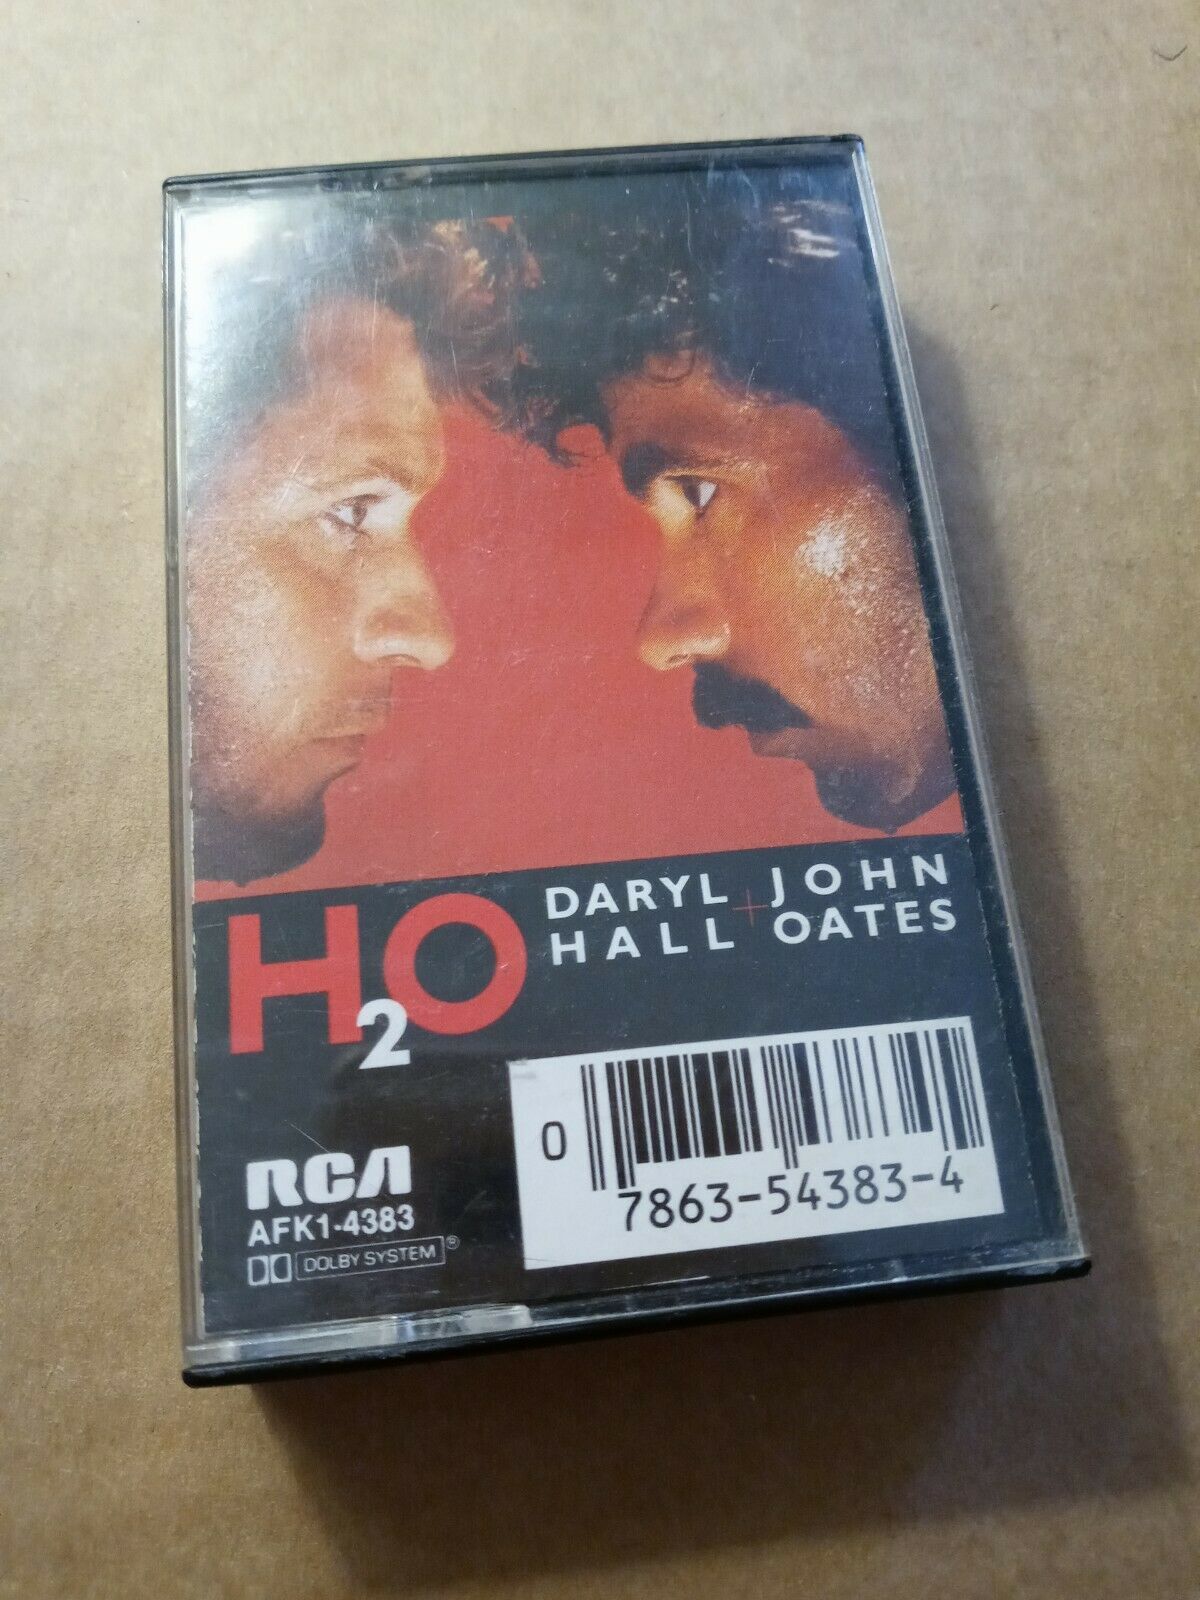 H2O
DARYL + JOHN
HALL OATES
0
7863-54383-4
RCA
AFK1-4383
DOLBY SYSTEM®